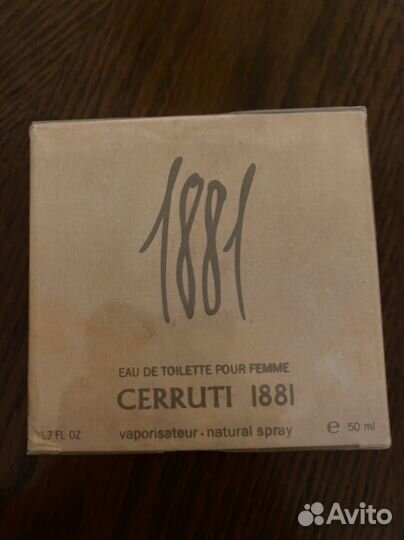 1881
EAU DE TOILETTE POUR FEMME
CERRUTI 1881
1.7 FL OZ vaporisateur • natural spray e 50 ml
Avito